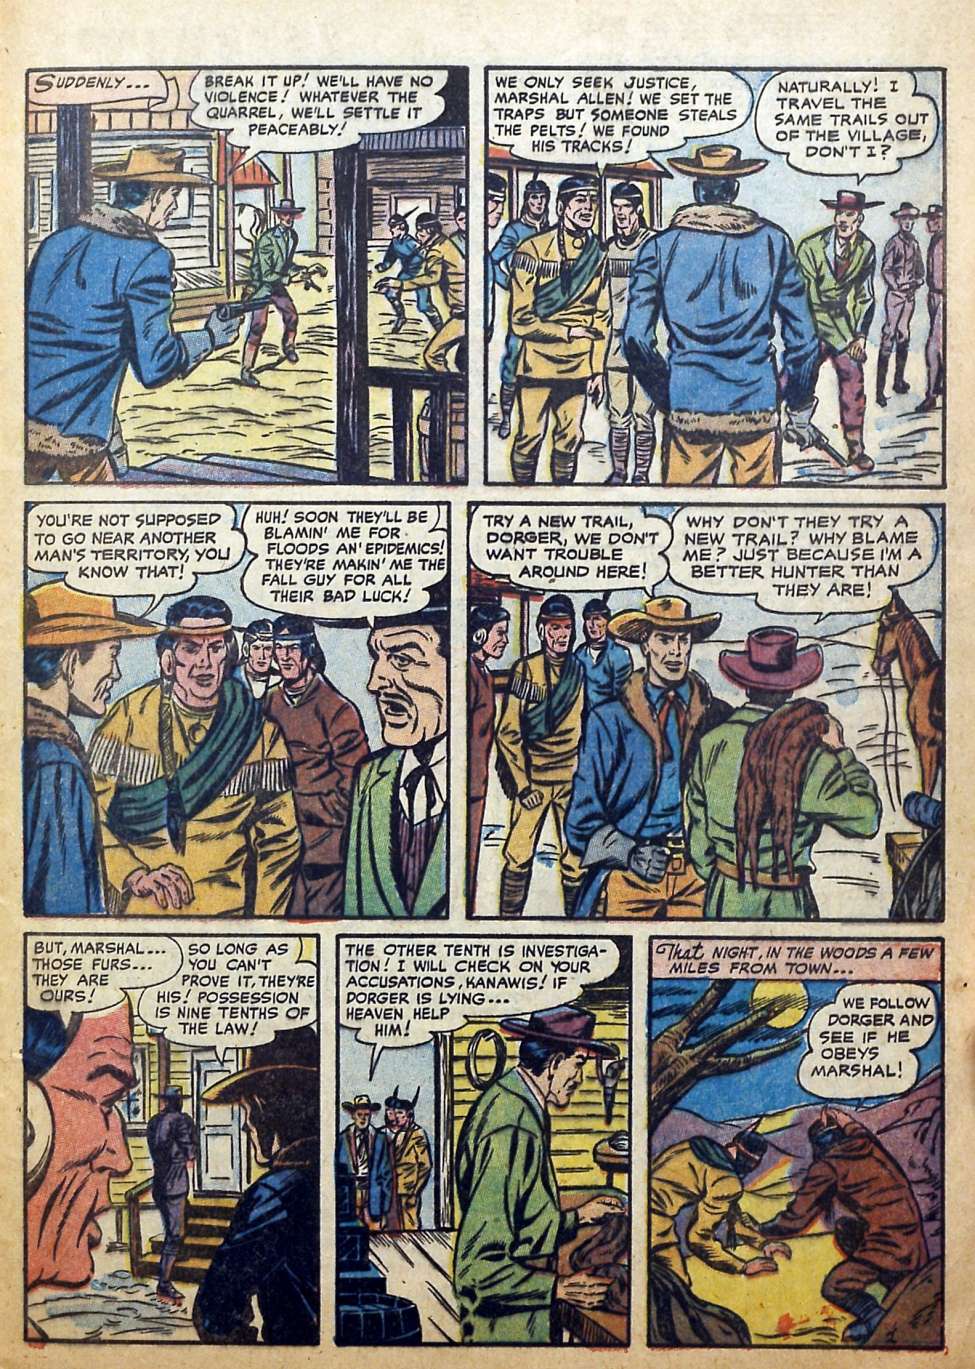 SUDDENLY...
BREAK IT UP! WE'LL HAVE NO
VIOLENCE! WHATEVER THE
QUARREL, WE'LL SETTLE IT
PEACEABLY!
WE ONLY SEEK JUSTICE,
MARSHAL ALLEN! WE SET THE
TRAPS BUT SOMEONE STEALS
THE PELTS! WE FOUND
HIS TRACKS!
NATURALLY! I
TRAVEL THE
SAME TRAILS OUT
OF THE VILLAGE,
DON'T I?
YOU'RE NOT SUPPOSED
TO GO NEAR ANOTHER
MAN'S TERRITORY, YOU
KNOW THAT!
HUH! SOON THEY'LL BE
BLAMIN' ME FOR
FLOODS AN' EPIDEMICS!
THEY'RE MAKIN' ME THE
FALL GUY FOR ALL
THEIR BAD LUCK!
TRY A NEW TRAIL,
DORGER, WE DON'T
WANT TROUBLE
AROUND HERE!
WHY DON'T THEY TRY A
NEW TRAIL? WHY BLAME
ME? JUST BECAUSE I'M A
BETTER HUNTER THAN
THEY ARE!
BUT, MARSHAL...
THOSE FURS...
THEY ARE
OURS!
SO LONG AS
YOU CAN'T
PROVE IT, THEY'RE
HIS! POSSESSION
IS NINE TENTHS OF
THE LAW!
THE OTHER TENTH IS INVESTIGA-
TION! I WILL CHECK ON YOUR
ACCUSATIONS, KANAWIS! IF
DORGER IS LYING...
HEAVEN HELP
HIM!
That NIGHT, IN THE WOODS A FEW
MILES FROM TOWN...
WE FOLLOW
DORGER AND
SEE IF HE
OBEYS
MARSHAL!